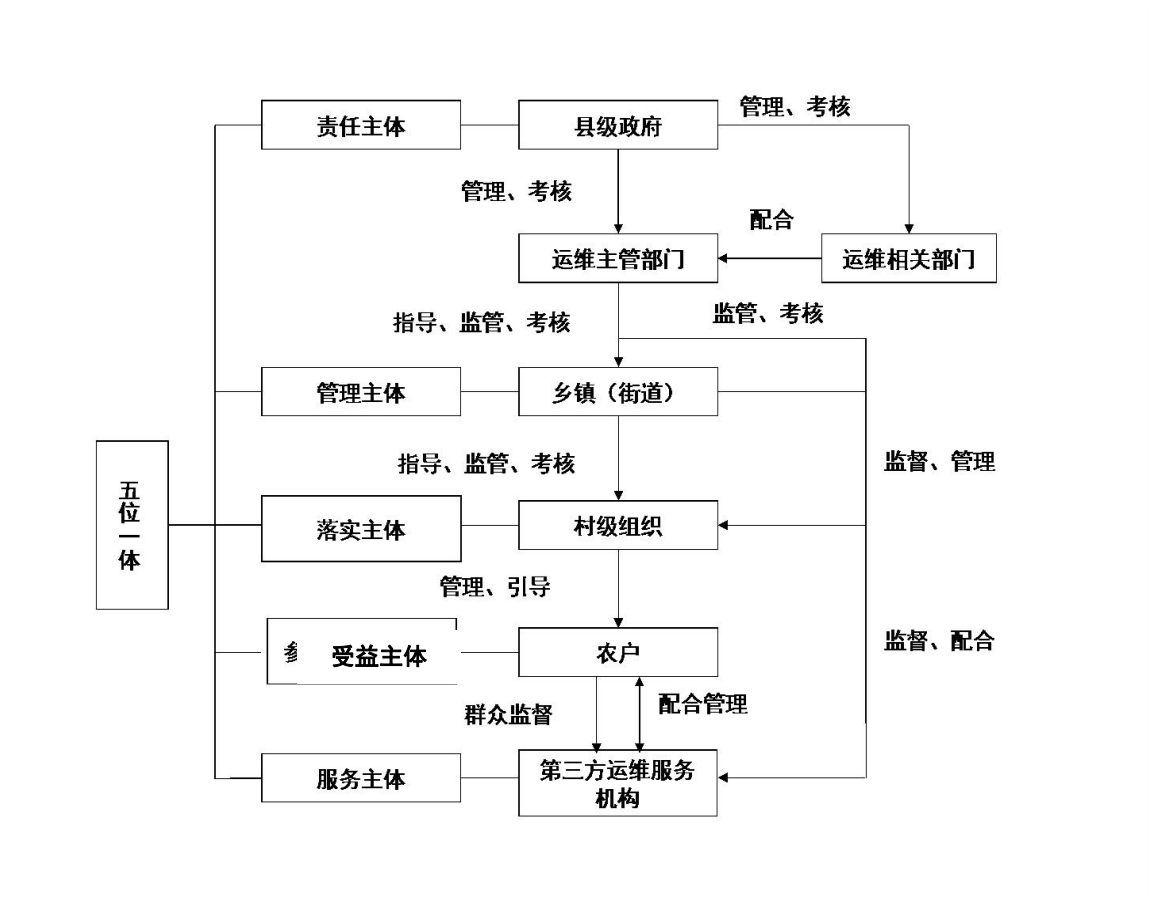 管理、考核
责任主体
县级政府
管理、考核
配合
运维主管部门
运维相关部门
监管、考核
指导、监管、考核
管理主体
乡镇（街道）
指导、监管、考核
监督、管理
五
位
一
体
落实主体
村级组织
管理、引导
受益主体
农户
监督、配合
群众监督
配合管理
服务主体
第三方运维服务
机构